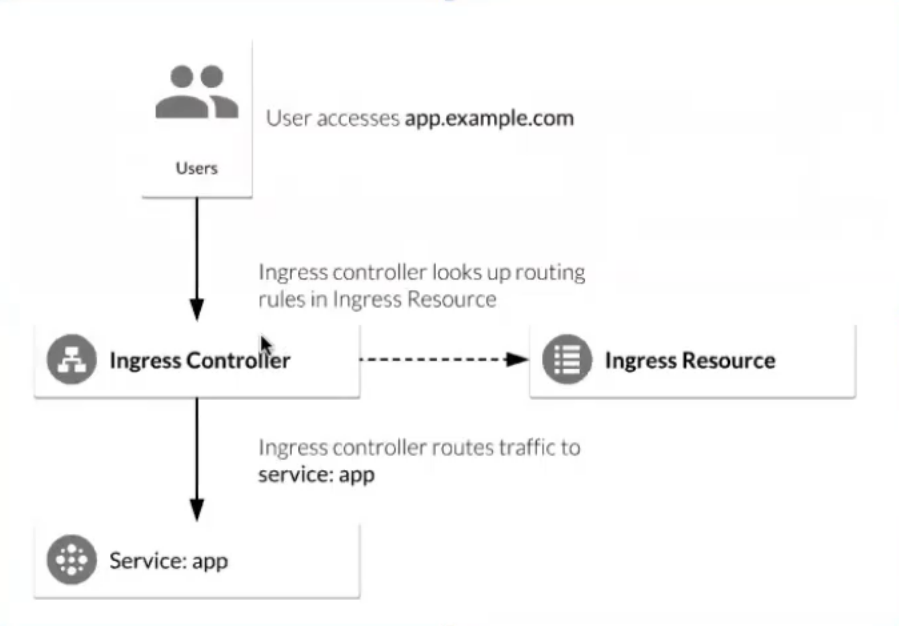 User accesses app.example.com
Users
Ingress controller looks up routing
rules in Ingress Resource
Ingress Controller
Ingress Resource
Ingress controller routes traffic to
service: app
Service: app